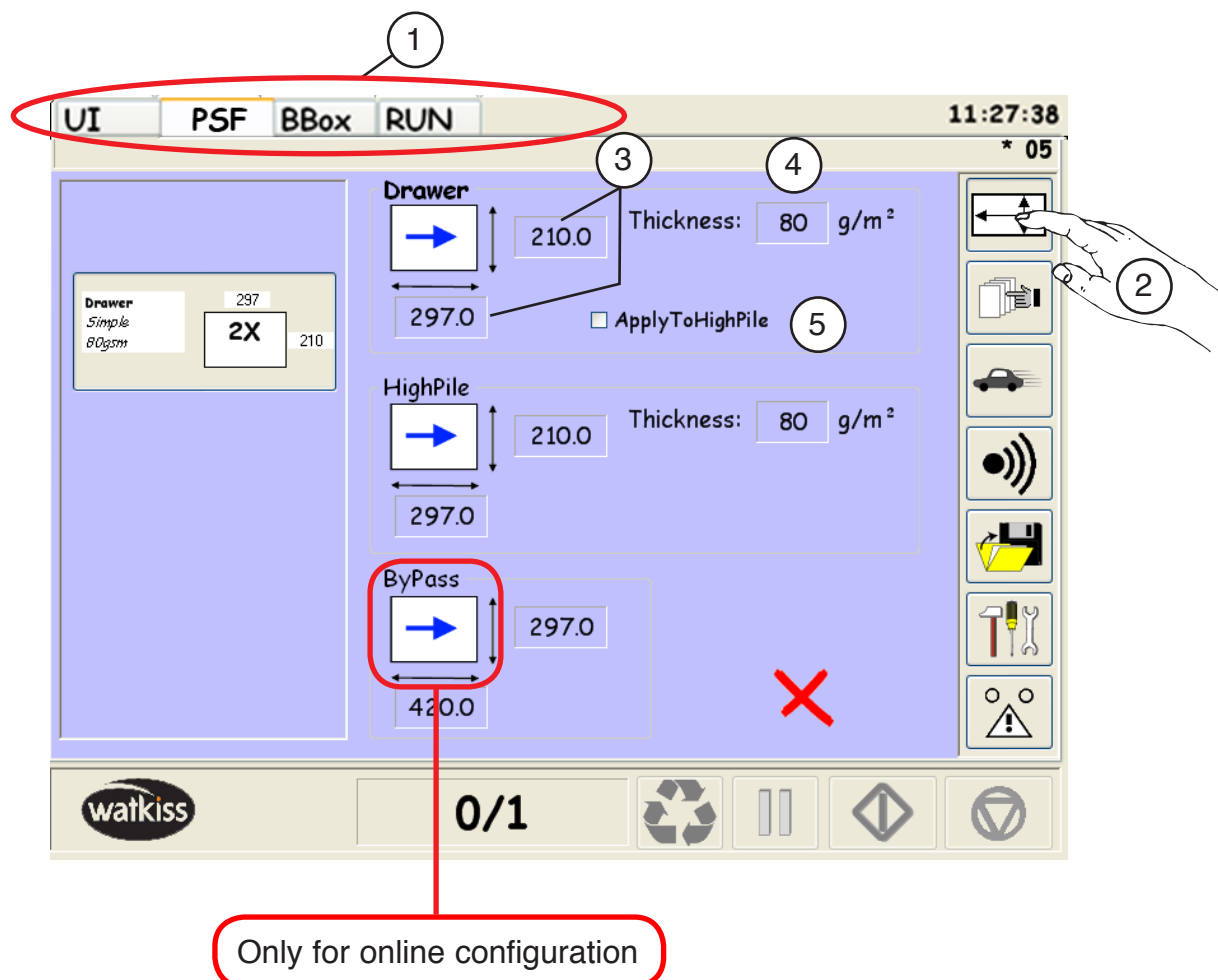 1
UI PSF BBox RUN
11:27:38
* 05
3
4
Drawer
210.0
Thickness: 80 g/m²
297.0
ApplyToHighPile
5
2
Drawer
Simple
80gsm
297
2X
210
HighPile
210.0
Thickness: 80 g/m²
297.0
ByPass
297.0
420.0
watkiss
0/1
Only for online configuration